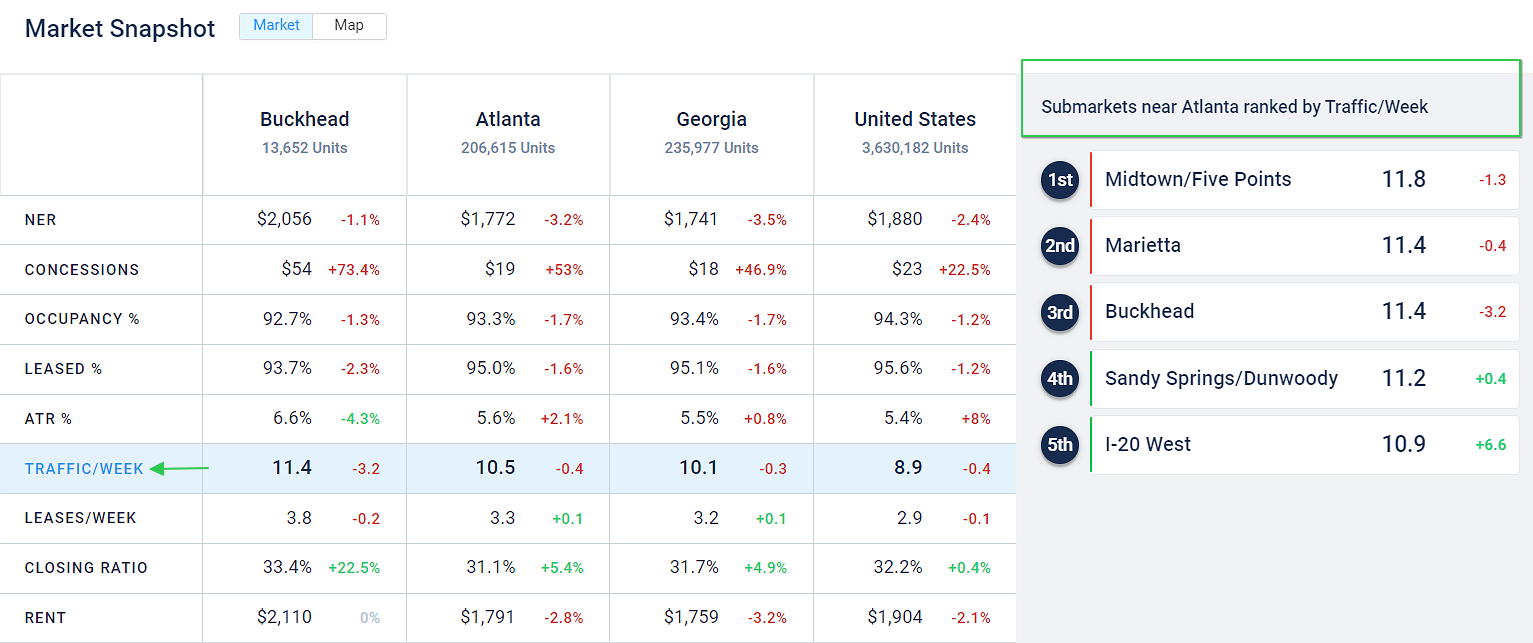 Market Snapshot Market Map
Buckhead Atlanta Georgia United States
13,652 Units 206,615 Units 235,977 Units 3,630,182 Units
NER $2,056 -1.1% $1,772 -3.2% $1,741 -3.5% $1,880 -2.4%
CONCESSIONS $54 +73.4% $19 +53% $18 +46.9% $23 +22.5%
OCCUPANCY % 92.7% -1.3% 93.3% -1.7% 93.4% -1.7% 94.3% -1.2%
LEASED % 93.7% -2.3% 95.0% -1.6% 95.1% -1.6% 95.6% -1.2%
ATR % 6.6% -4.3% 5.6% +2.1% 5.5% +0.8% 5.4% +8%
TRAFFIC/WEEK 11.4 -3.2 10.5 -0.4 10.1 -0.3 8.9 -0.4
LEASES/WEEK 3.8 -0.2 3.3 +0.1 3.2 +0.1 2.9 -0.1
CLOSING RATIO 33.4% +22.5% 31.1% +5.4% 31.7% +4.9% 32.2% +0.4%
RENT $2,110 0% $1,791 -2.8% $1,759 -3.2% $1,904 -2.1%
Submarkets near Atlanta ranked by Traffic/Week
1st Midtown/Five Points 11.8 -1.3
2nd Marietta 11.4 -0.4
3rd Buckhead 11.4 -3.2
4th Sandy Springs/Dunwoody 11.2 +0.4
5th I-20 West 10.9 +6.6